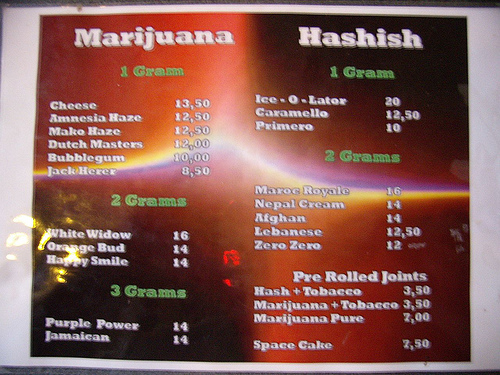 Marijuana
1 Gram
Cheese 13,50
Amnesia Haze 12,50
Mako Haze 12,50
Dutch Masters 12,00
Bubblegum 10,00
Jack Herer 8,50
2 Grams
White Widow 16
Orange Bud 14
Happy Smile 14
3 Grams
Purple Power 14
Jamaican 14
Hashish
1 Gram
Ice - O - Lator 20
Caramello 12,50
Primero 10
2 Grams
Maroc Royale 16
Nepal Cream 14
Afghan 14
Lebanese 12,50
Zero Zero 12
Pre Rolled Joints
Hash + Tobacco 3,50
Marijuana + Tobacco 3,50
Marijuana Pure 7,00
Space Cake 7,50